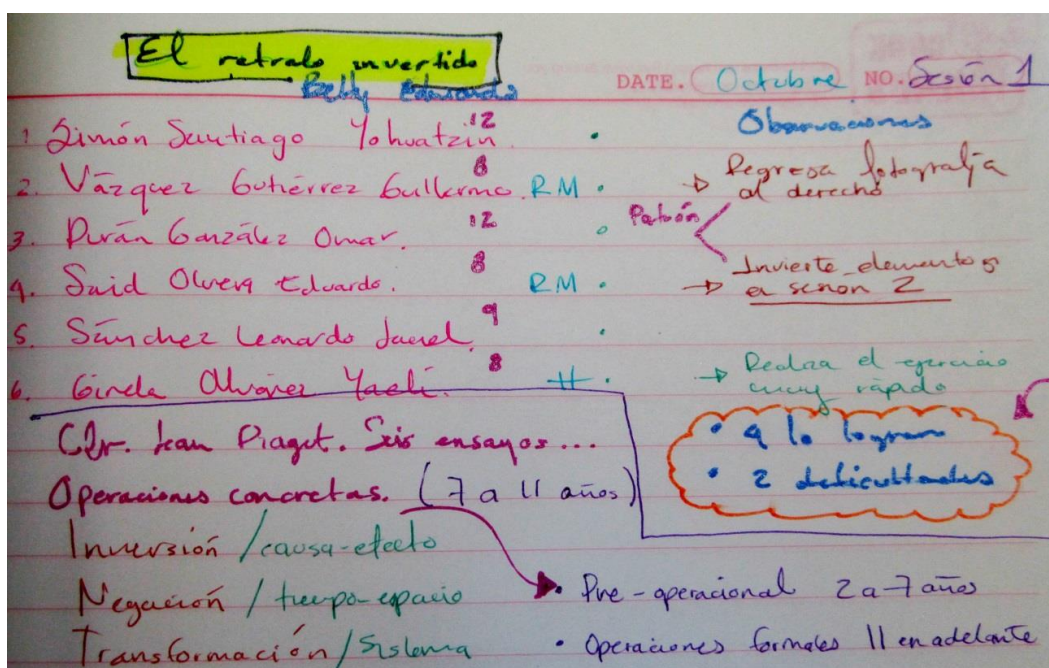 El retrato invertido
Betty Edwards
DATE. Octubre NO. Sesión 1
Observaciones
1. Simón Santiago Yohuatzin. 12 •
2. Vázquez Gutiérrez Guillermo. 8 RM • → Regresa fotografía al derecho
Patrón
3. Durán González Omar. 12 •
4. Said Olvera Eduardo. 8 RM • → Invierte elementos en sesión 2
5. Sánchez Leonardo 9 •
6. Álvarez Yaeli. 8 H • → Realiza el ejercicio muy rápido
• 4 lo logran
• 2 dificultades
Cfr. Jean Piaget. Seis ensayos...
Operaciones concretas. (7 a 11 años)
Inversión / causa-efecto
Negación / tiempo-espacio
Transformación / Sistema
• Pre-operacional 2 a 7 años
• Operaciones formales 11 en adelante